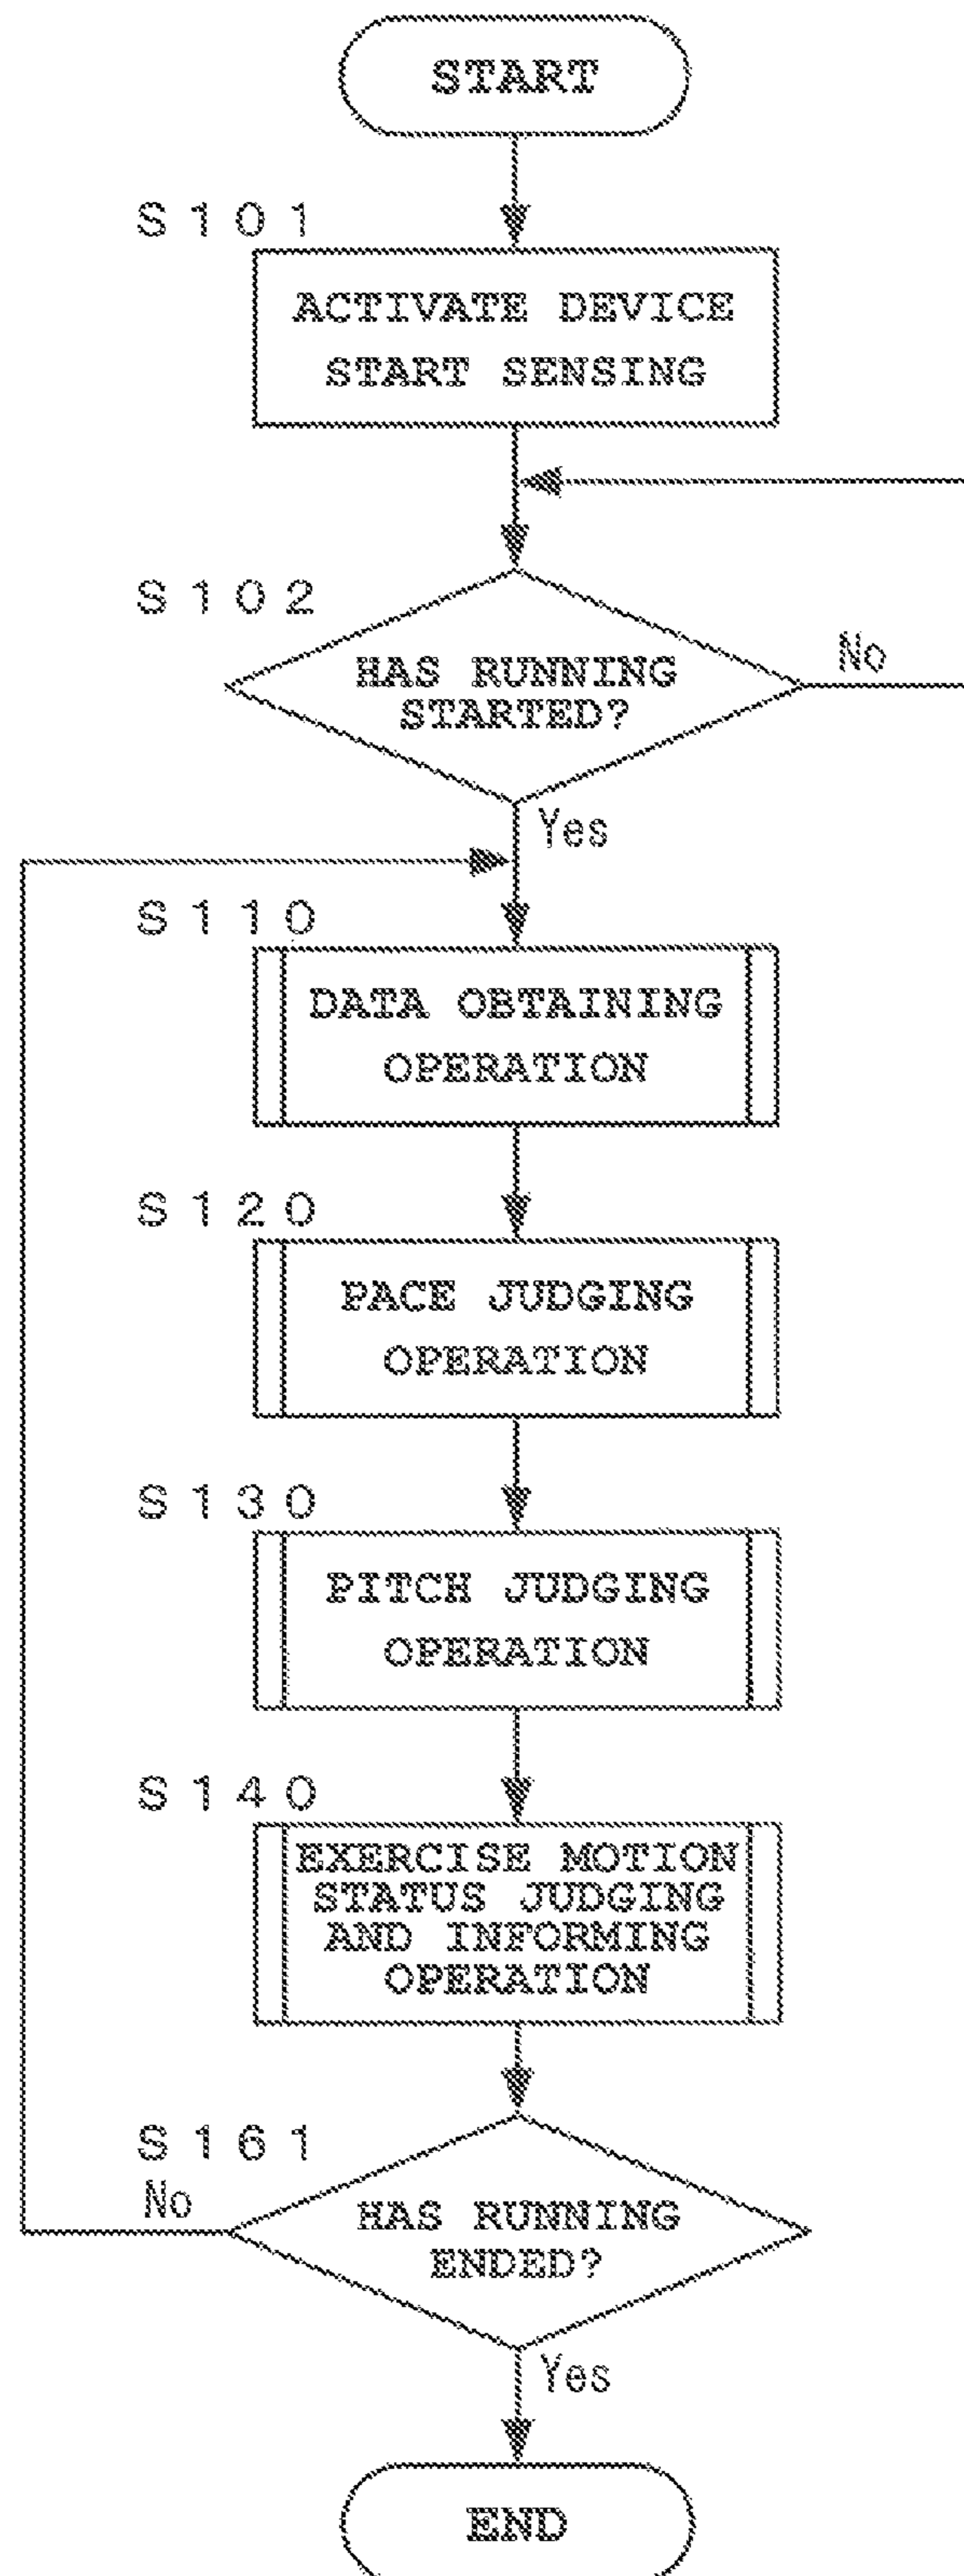 START
S101
ACTIVATE DEVICE
START SENSING
S102
HAS RUNNING
STARTED?
No
Yes
S110
DATA OBTAINING
OPERATION
S120
PACE JUDGING
OPERATION
S130
PITCH JUDGING
OPERATION
S140
EXERCISE MOTION
STATUS JUDGING
AND INFORMING
OPERATION
S161
No
HAS RUNNING
ENDED?
Yes
END